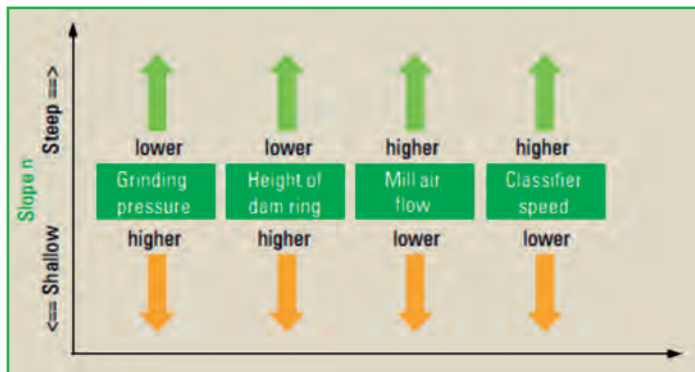 Slope n
<== Shallow Steep ==>
lower lower higher higher
Grinding pressure
Height of dam ring
Mill air flow
Classifier speed
higher higher lower lower